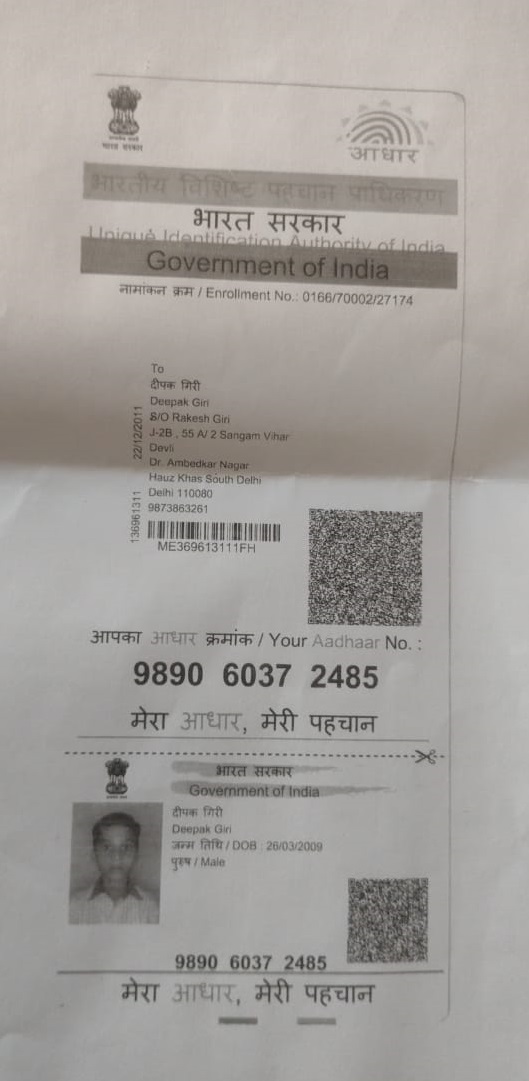 भारत सरकार
आधार
भारतीय विशिष्ट पहचान प्राधिकरण
भारत सरकार
Unique Identification Authority of India
Government of India
नामांकन क्रम / Enrollment No.: 0166/70002/27174
To
दीपक गिरी
Deepak Giri
S/O Rakesh Giri
J-2B , 55 A/ 2 Sangam Vihar
Devli
Dr. Ambedkar Nagar
Hauz Khas South Delhi
Delhi 110080
9873863261
136961311 22/12/2011
ME369613111FH
आपका आधार क्रमांक / Your Aadhaar No. :
9890 6037 2485
मेरा आधार, मेरी पहचान
भारत सरकार
Government of India
दीपक गिरी
Deepak Giri
जन्म तिथि / DOB : 26/03/2009
पुरुष / Male
9890 6037 2485
मेरा आधार, मेरी पहचान